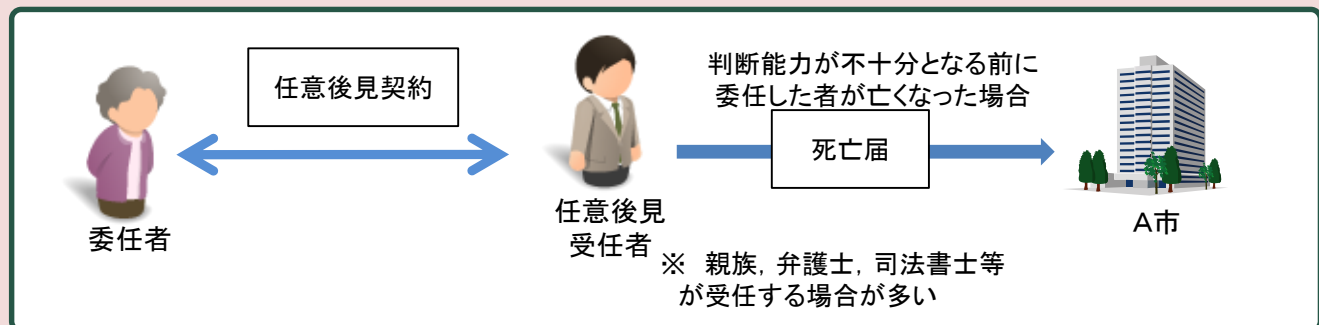 任意後見契約
判断能力が不十分となる前に
委任した者が亡くなった場合
死亡届
委任者
任意後見
受任者
A市
※ 親族,弁護士,司法書士等
が受任する場合が多い